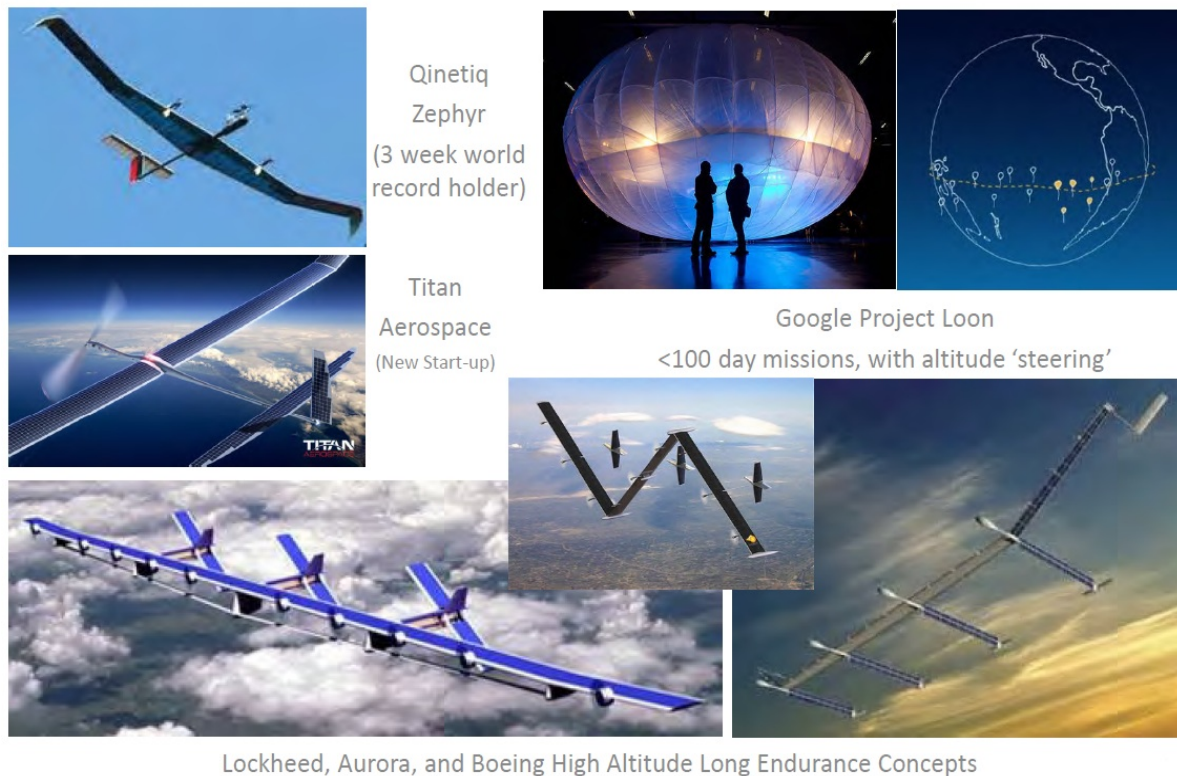 Qinetiq
Zephyr
(3 week world
record holder)
Titan
Aerospace
(New Start-up)
TITAN
AEROSPACE
Google Project Loon
<100 day missions, with altitude ‘steering’
Lockheed, Aurora, and Boeing High Altitude Long Endurance Concepts